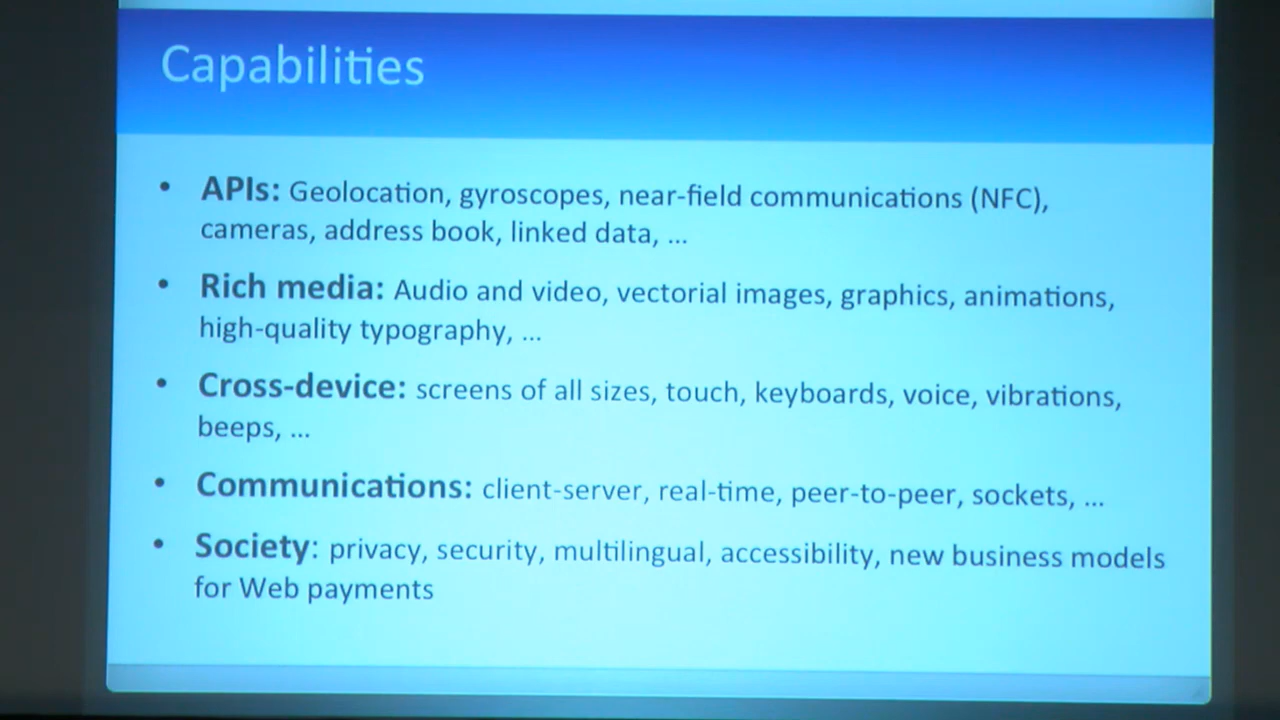 Capabilities
• APIs: Geolocation, gyroscopes, near-field communications (NFC),
cameras, address book, linked data, ...
• Rich media: Audio and video, vectorial images, graphics, animations,
high-quality typography, ...
• Cross-device: screens of all sizes, touch, keyboards, voice, vibrations,
beeps, ...
• Communications: client-server, real-time, peer-to-peer, sockets, ...
• Society: privacy, security, multilingual, accessibility, new business models
for Web payments